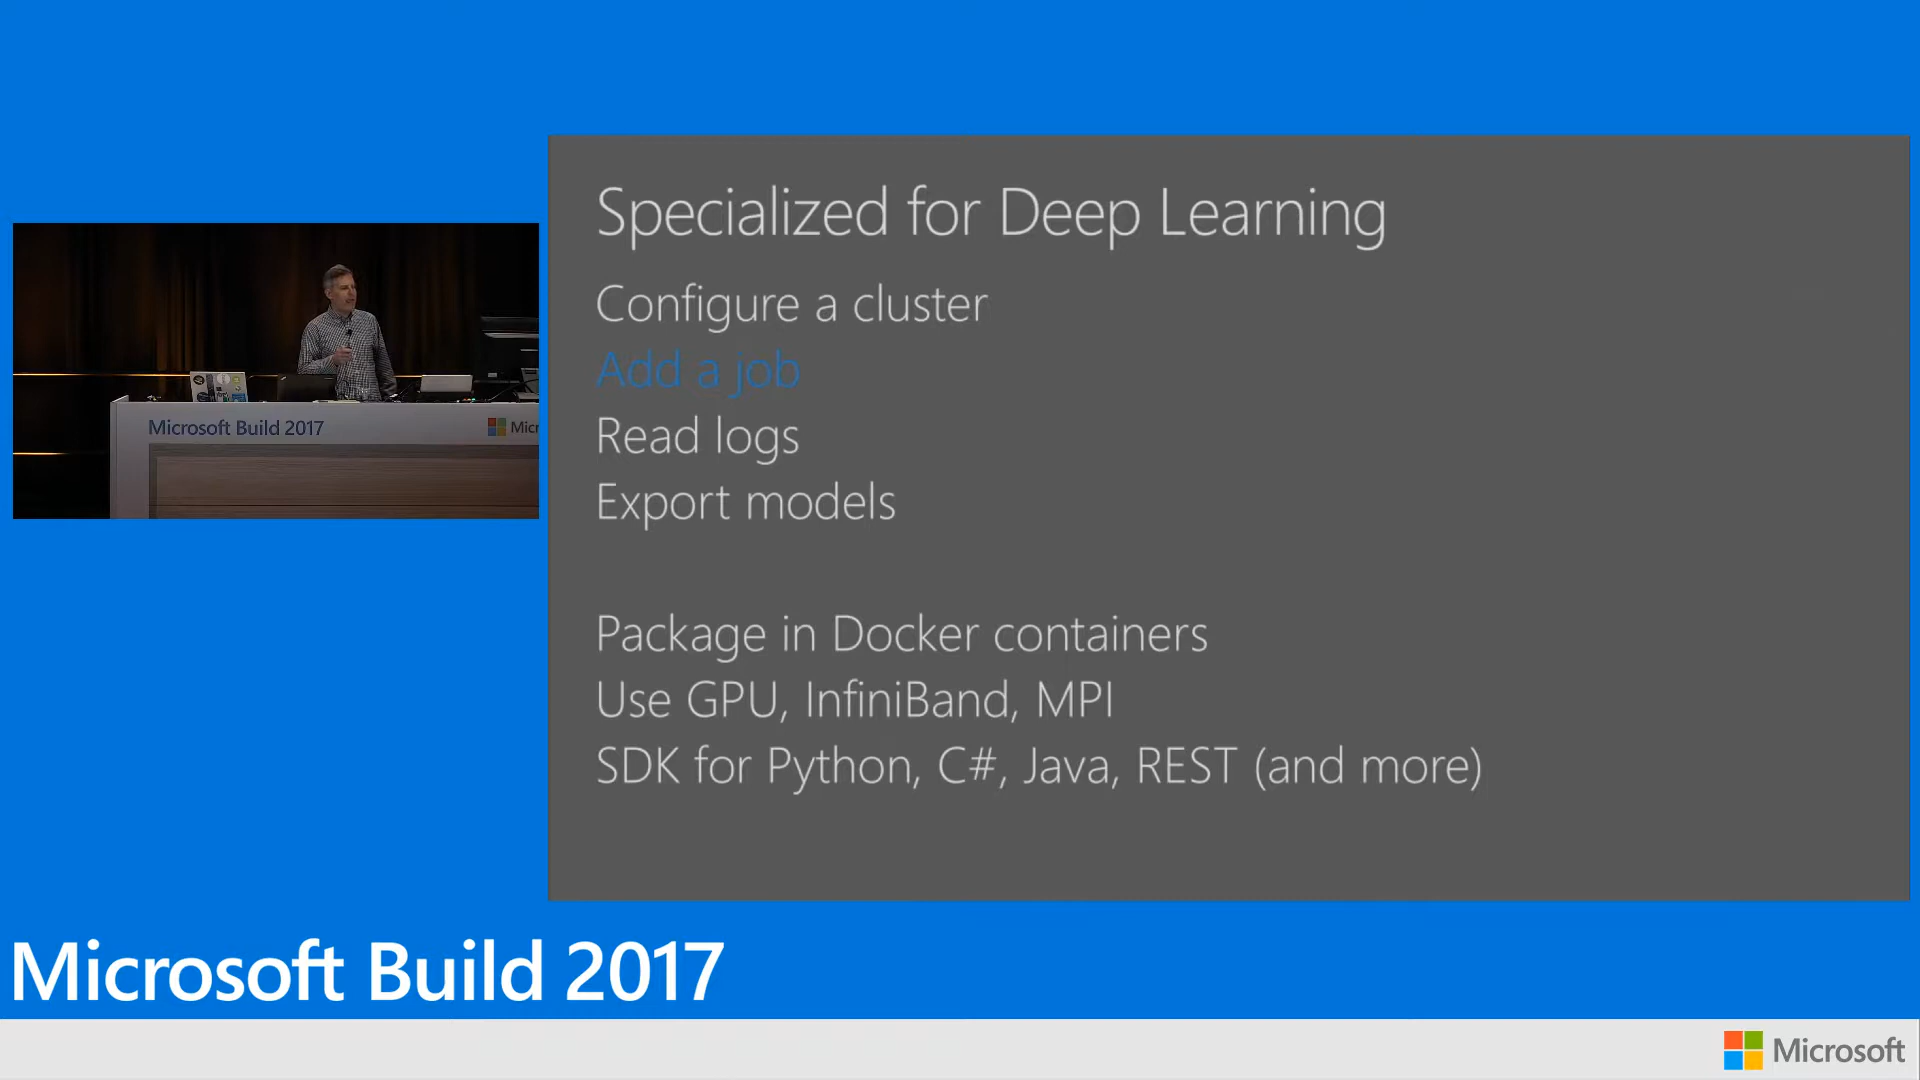 Specialized for Deep Learning
Configure a cluster
Add a job
Read logs
Export models
Package in Docker containers
Use GPU, InfiniBand, MPI
SDK for Python, C#, Java, REST (and more)
Microsoft Build 2017
Micr
Microsoft Build 2017
Microsoft